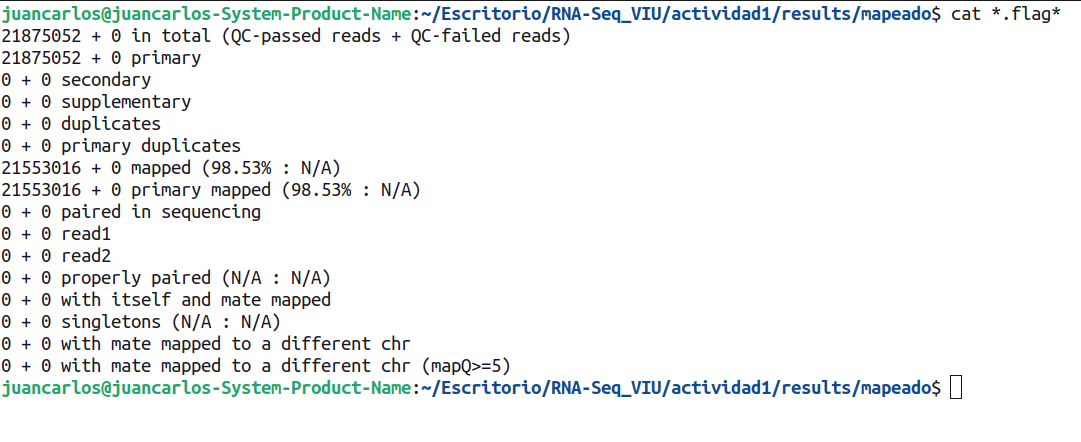 juancarlos@juancarlos-System-Product-Name:~/Escritorio/RNA-Seq_VIU/actividad1/results/mapeado$ cat *.flag*
21875052 + 0 in total (QC-passed reads + QC-failed reads)
21875052 + 0 primary
0 + 0 secondary
0 + 0 supplementary
0 + 0 duplicates
0 + 0 primary duplicates
21553016 + 0 mapped (98.53% : N/A)
21553016 + 0 primary mapped (98.53% : N/A)
0 + 0 paired in sequencing
0 + 0 read1
0 + 0 read2
0 + 0 properly paired (N/A : N/A)
0 + 0 with itself and mate mapped
0 + 0 singletons (N/A : N/A)
0 + 0 with mate mapped to a different chr
0 + 0 with mate mapped to a different chr (mapQ>=5)
juancarlos@juancarlos-System-Product-Name:~/Escritorio/RNA-Seq_VIU/actividad1/results/mapeado$